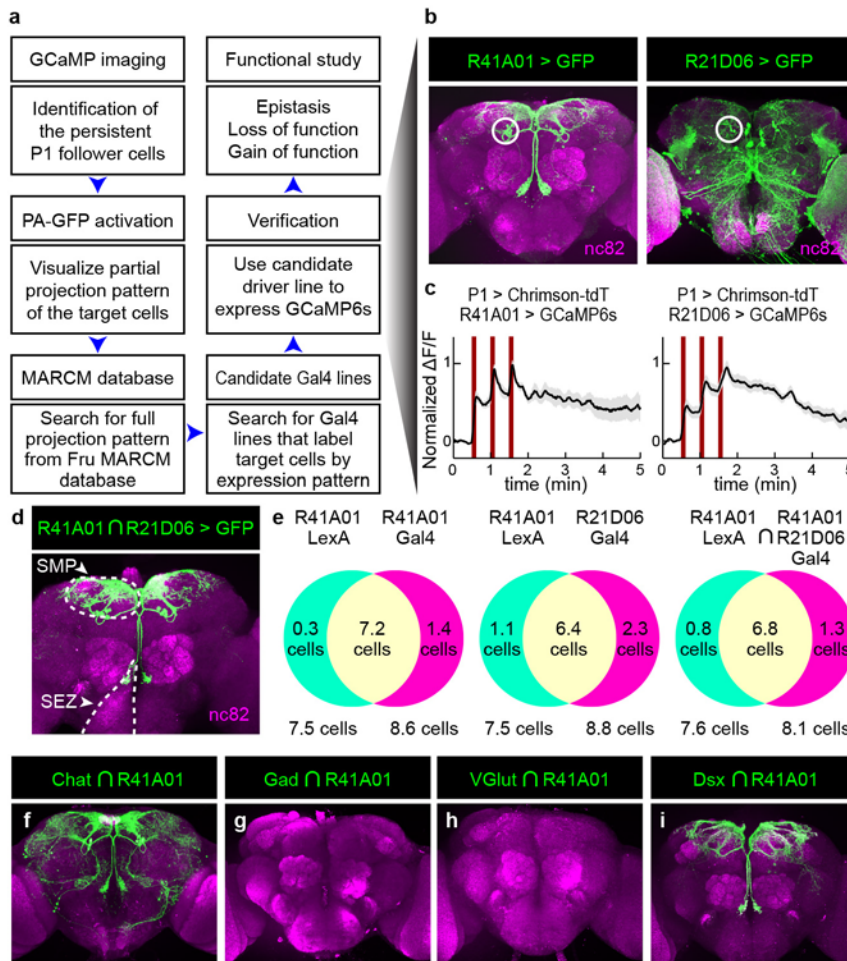 a
GCaMP imaging
Identification of
the persistent
P1 follower cells
PA-GFP activation
Visualize partial
projection pattern
of the target cells
MARCM database
Search for full
projection pattern
from Fru MARCM
database
Functional study
Epistasis
Loss of function
Gain of function
Verification
Use candidate
driver line to
express GCaMP6s
Candidate Gal4 lines
Search for Gal4
lines that label
target cells by
expression pattern
b
R41A01 > GFP
nc82
R21D06 > GFP
nc82
c
P1 > Chrimson-tdT
R41A01 > GCaMP6s
P1 > Chrimson-tdT
R21D06 > GCaMP6s
Normalized ΔF/F
1
0
0 1 2 3 4 5
time (min)
1
0
0 1 2 3 4 5
time (min)
d
R41A01 ∩ R21D06 > GFP
SMP
SEZ
nc82
e
R41A01
LexA
R41A01
Gal4
0.3
cells
7.2
cells
1.4
cells
7.5 cells
8.6 cells
R41A01
LexA
R21D06
Gal4
1.1
cells
6.4
cells
2.3
cells
7.5 cells
8.8 cells
R41A01
LexA
R41A01
∩ R21D06
Gal4
0.8
cells
6.8
cells
1.3
cells
7.6 cells
8.1 cells
Chat ∩ R41A01
f
Gad ∩ R41A01
g
VGlut ∩ R41A01
h
Dsx ∩ R41A01
i